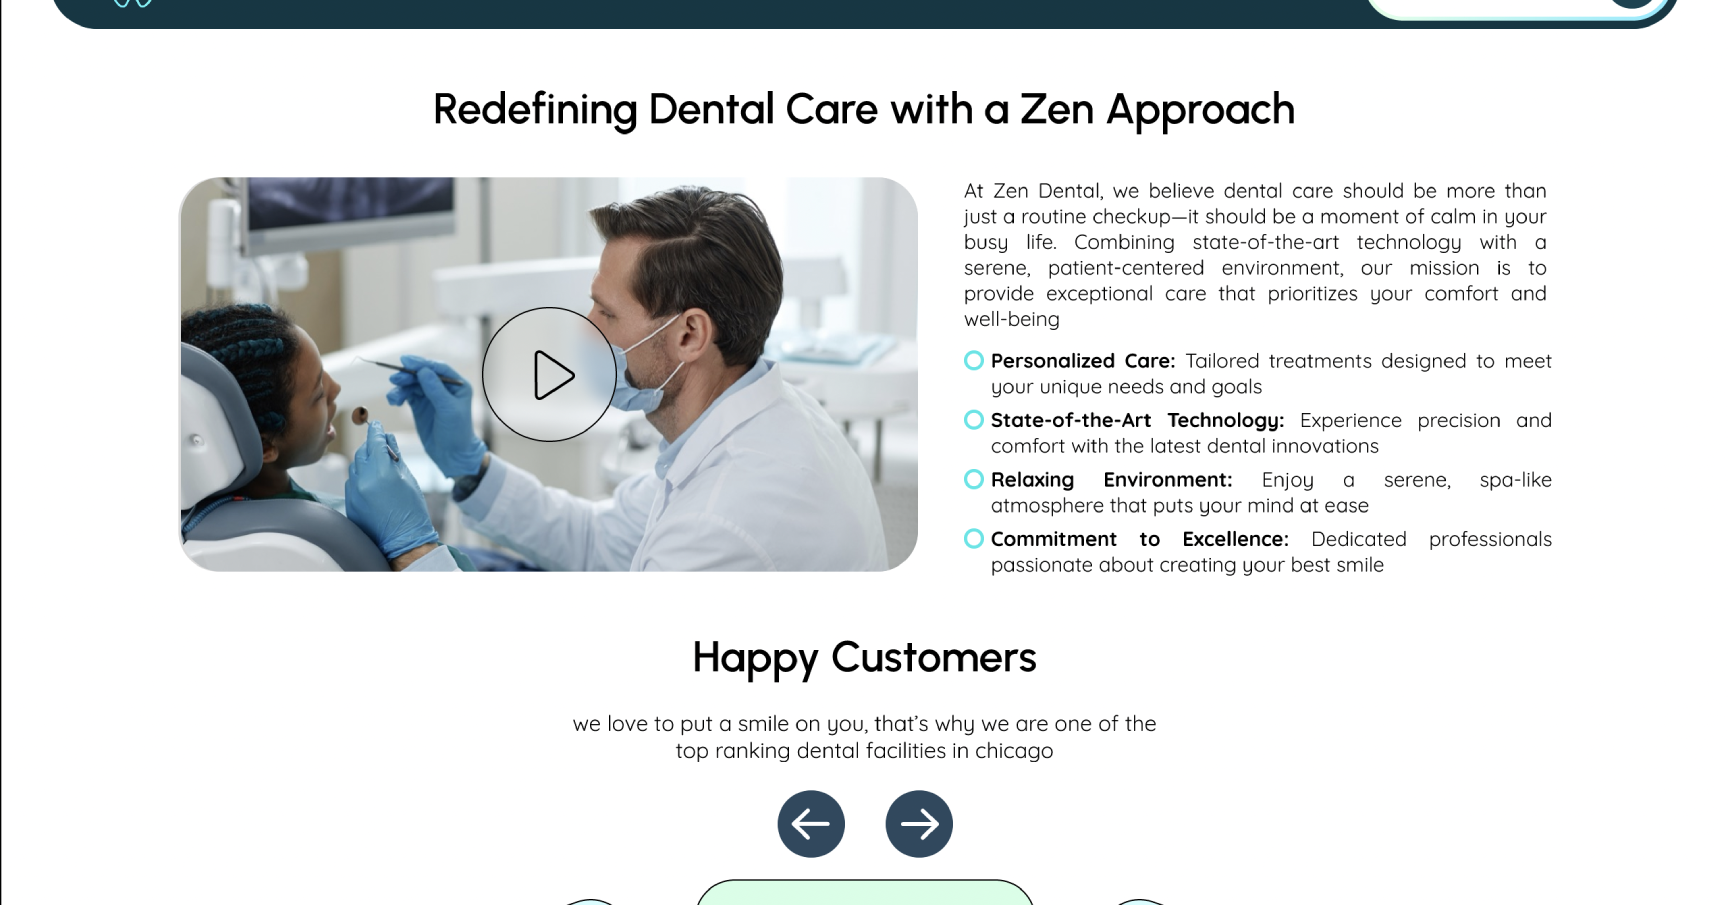 Redefining Dental Care with a Zen Approach
At Zen Dental, we believe dental care should be more than
just a routine checkup—it should be a moment of calm in your
busy life. Combining state-of-the-art technology with a
serene, patient-centered environment, our mission is to
provide exceptional care that prioritizes your comfort and
well-being
Personalized Care: Tailored treatments designed to meet
your unique needs and goals
State-of-the-Art Technology: Experience precision and
comfort with the latest dental innovations
Relaxing Environment: Enjoy a serene, spa-like
atmosphere that puts your mind at ease
Commitment to Excellence: Dedicated professionals
passionate about creating your best smile
Happy Customers
we love to put a smile on you, that’s why we are one of the
top ranking dental facilities in chicago